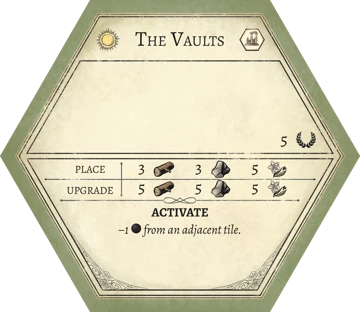 THE VAULTS
5
PLACE 3 3 5
UPGRADE 5 5 5
ACTIVATE
–1 from an adjacent tile.